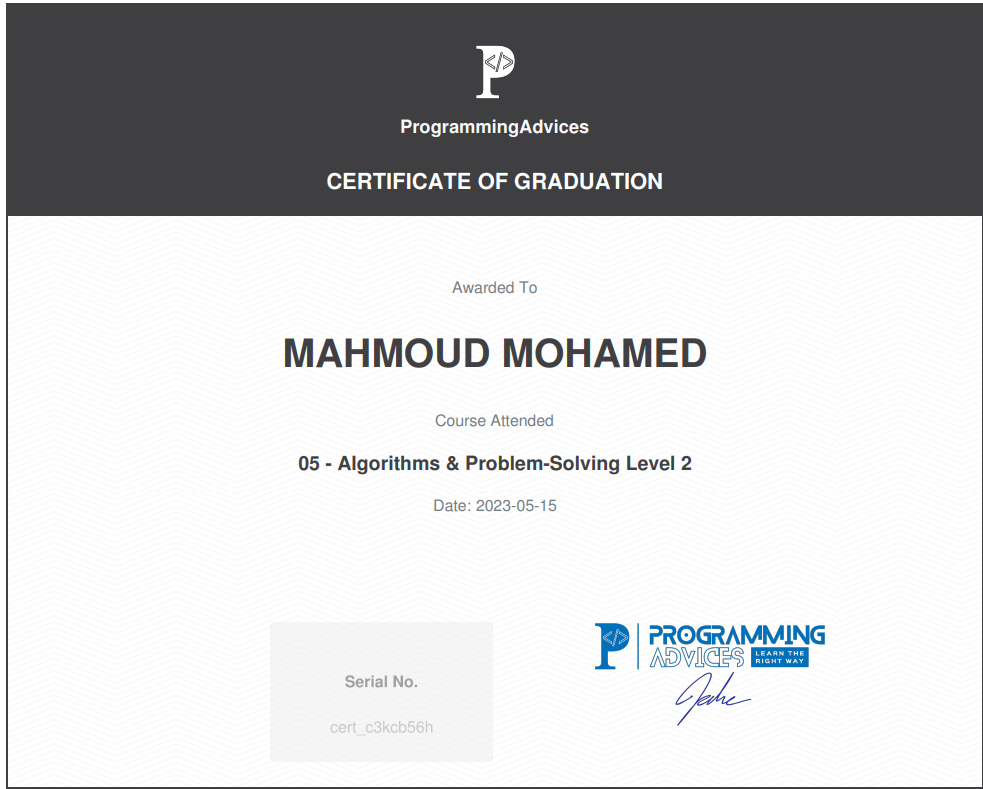 P
</>
ProgrammingAdvices
CERTIFICATE OF GRADUATION
Awarded To
MAHMOUD MOHAMED
Course Attended
05 - Algorithms & Problem-Solving Level 2
Date: 2023-05-15
Serial No.
cert_c3kcb56h
P
</>
PROGRAMMING
ADVICES
LEARN THE
RIGHT WAY